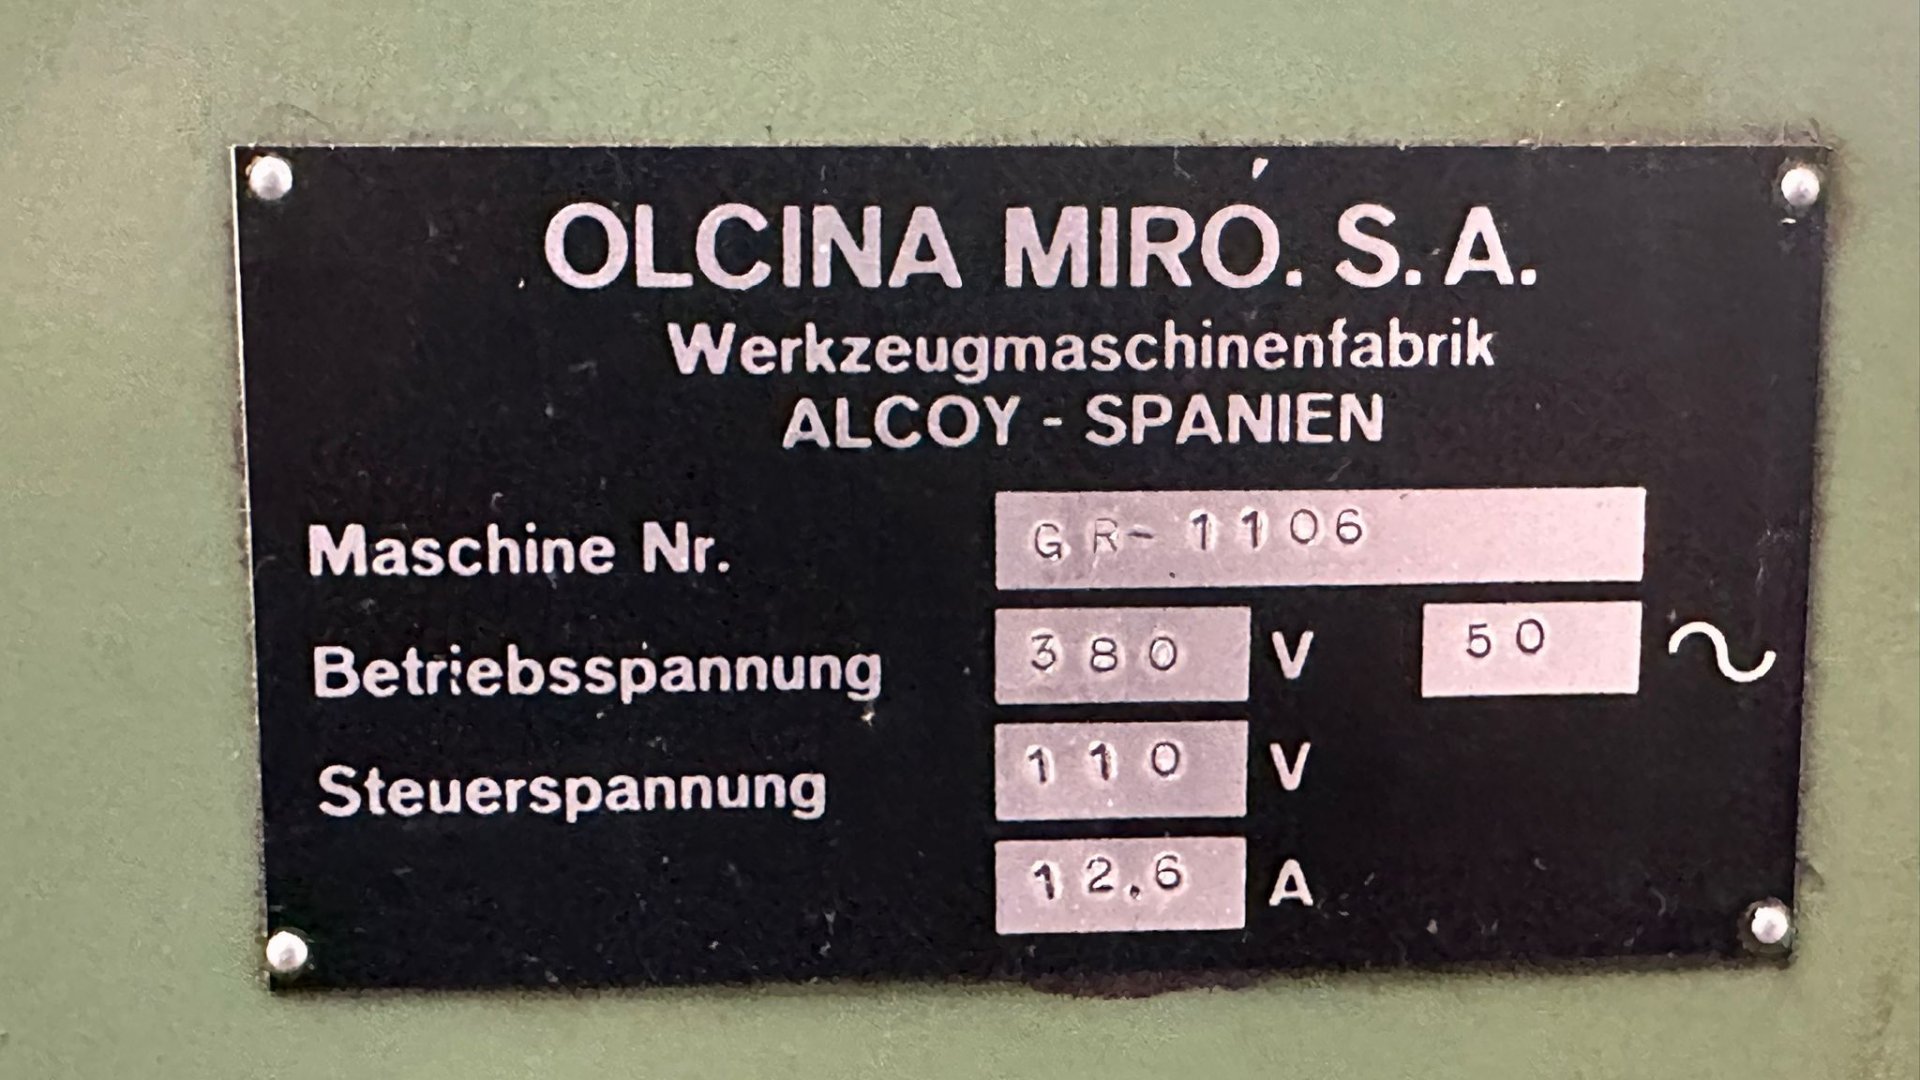 OLCINA MIRÓ. S. A.
Werkzeugmaschinenfabrik
ALCOY - SPANIEN
Maschine Nr. GR-1106
Betriebsspannung 380 V 50 ~
Steuerspannung 110 V
12.6 A